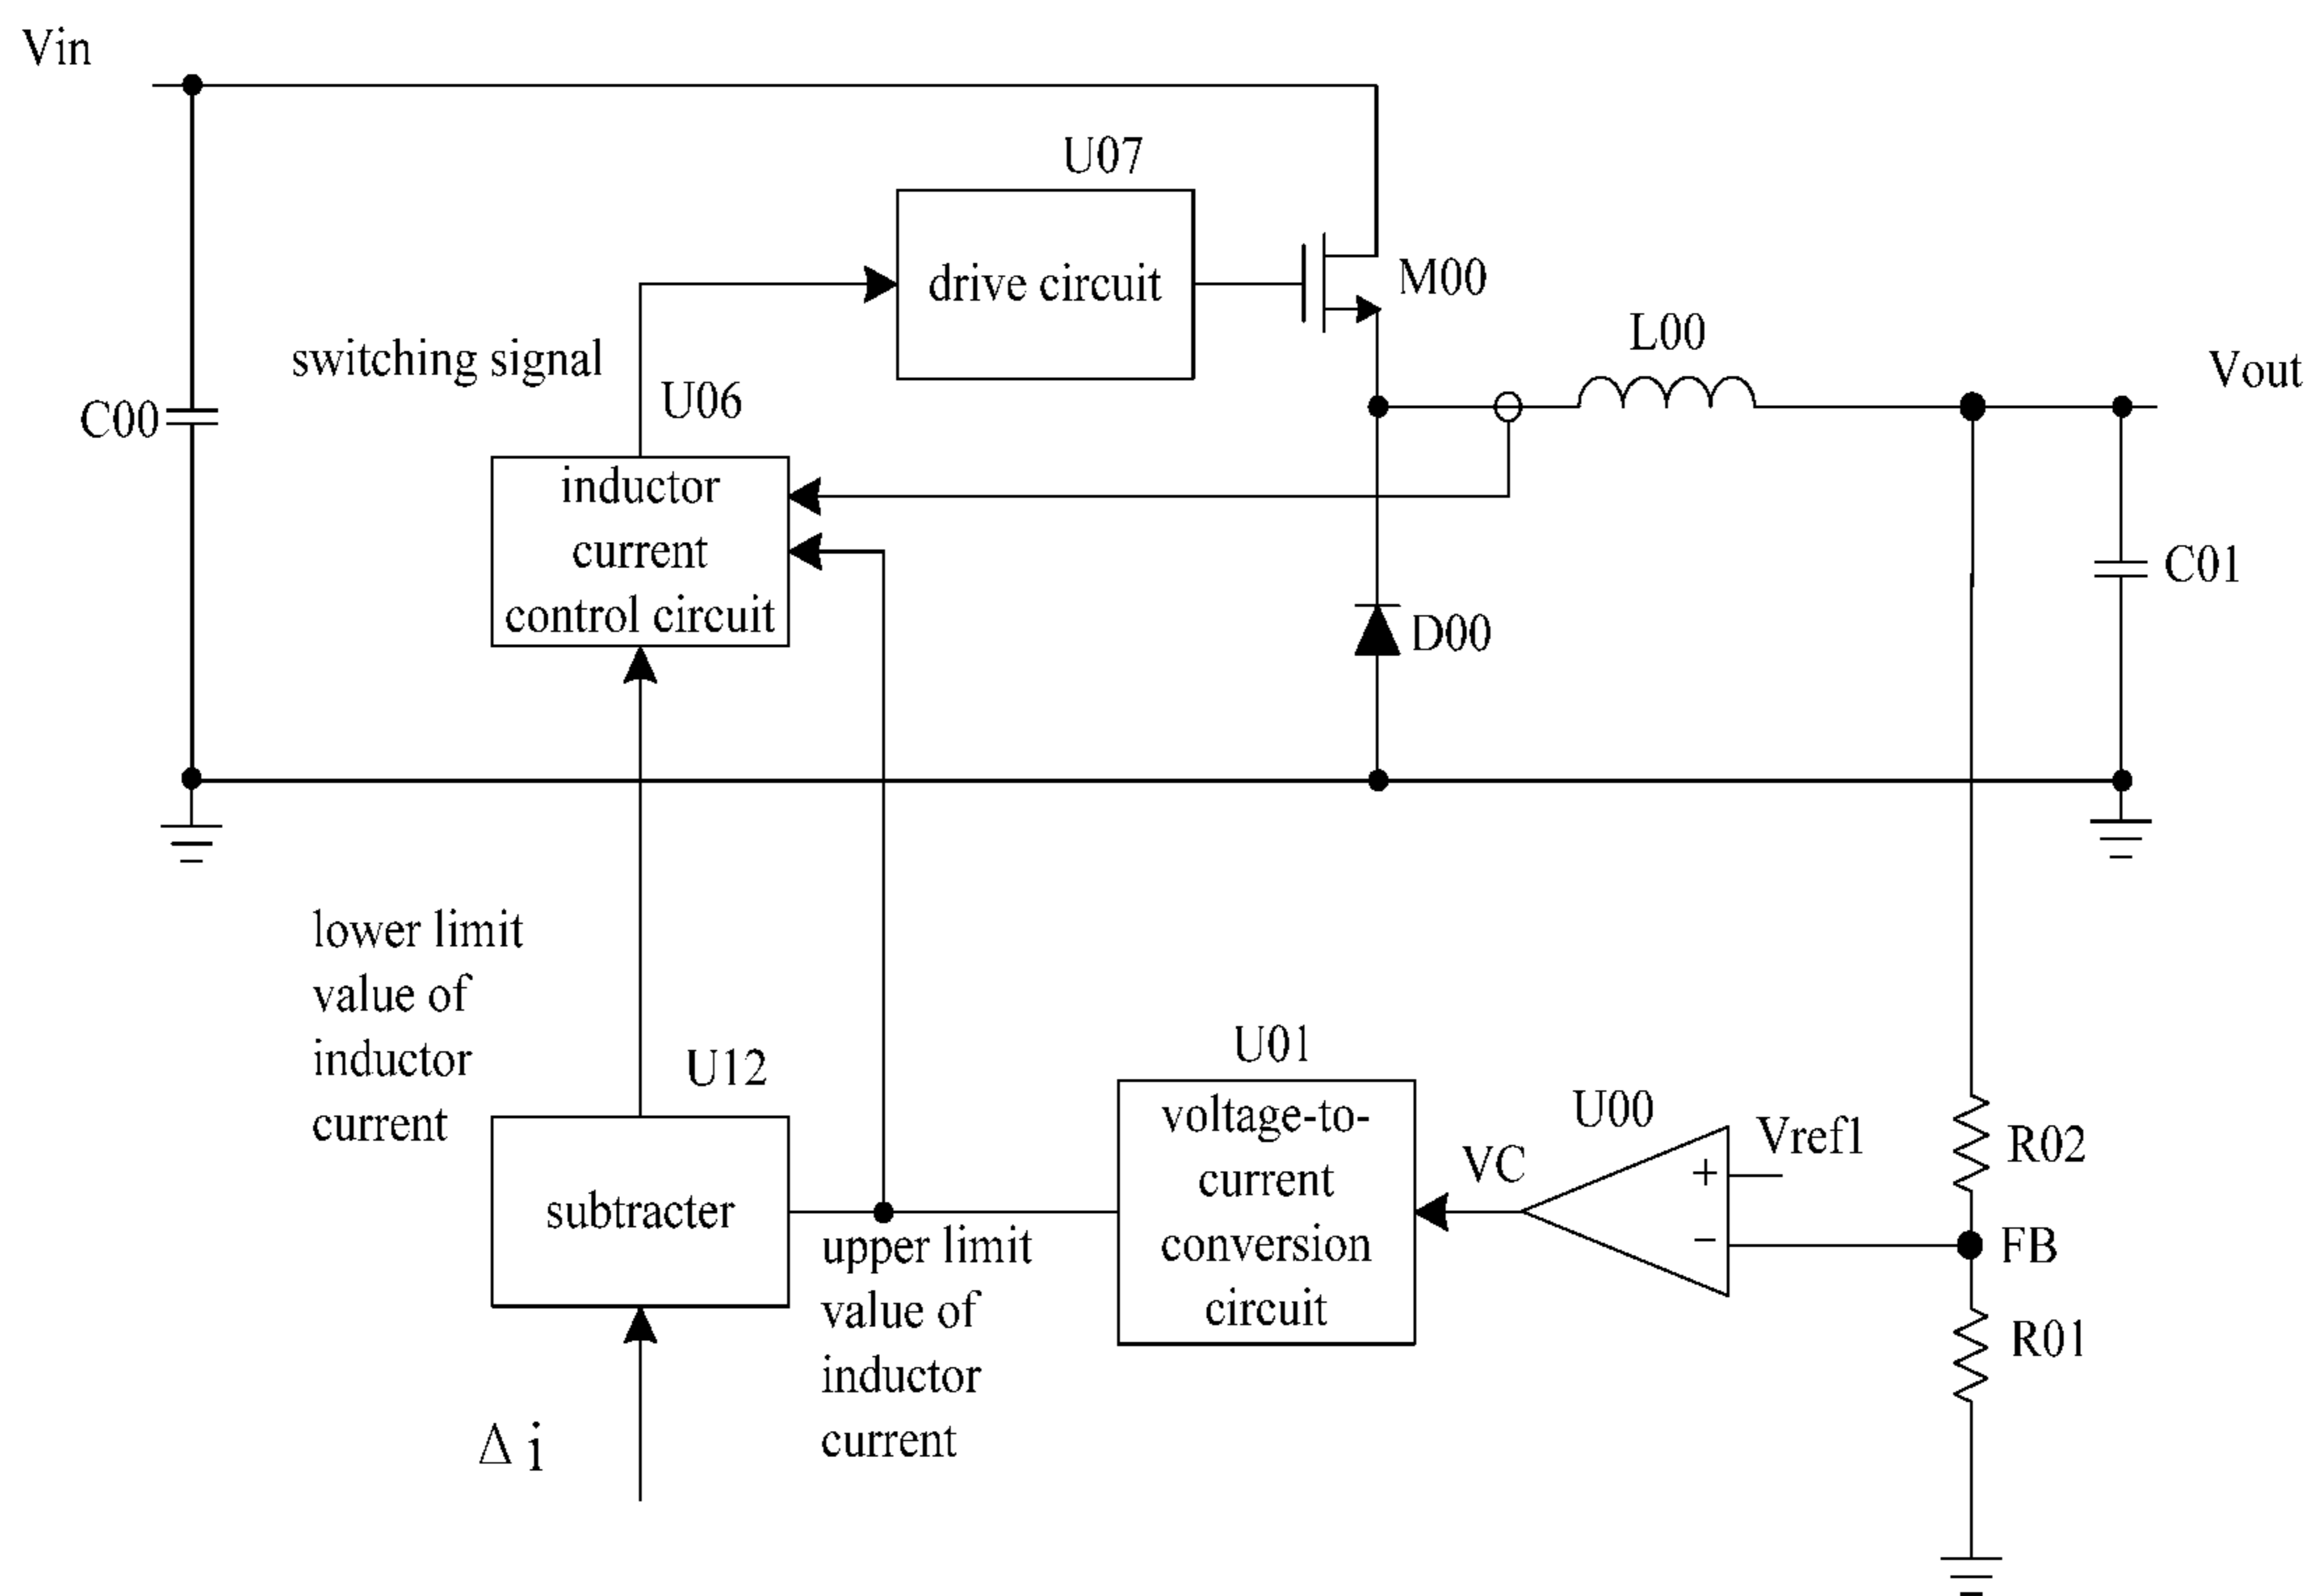 Vin
U07
drive circuit
M00
L00
Vout
switching signal
U06
C00
inductor
current
control circuit
C01
D00
lower limit
value of
inductor
current
U12
subtracter
Δ i
upper limit
value of
inductor
current
U01
voltage-to-
current
conversion
circuit
VC
U00
+
−
Vref1
R02
FB
R01